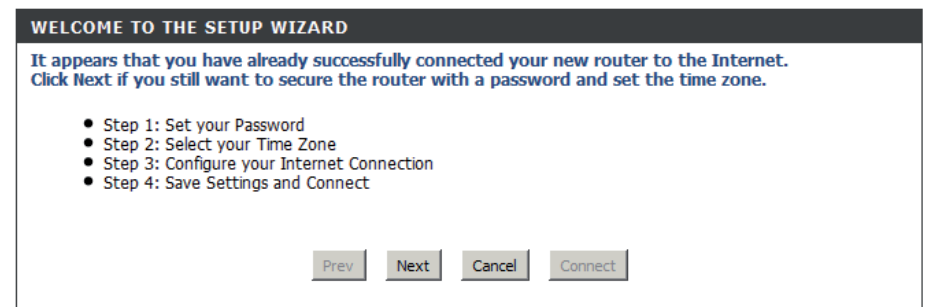 WELCOME TO THE SETUP WIZARD
It appears that you have already successfully connected your new router to the Internet.
Click Next if you still want to secure the router with a password and set the time zone.
● Step 1: Set your Password
● Step 2: Select your Time Zone
● Step 3: Configure your Internet Connection
● Step 4: Save Settings and Connect
Prev Next Cancel Connect